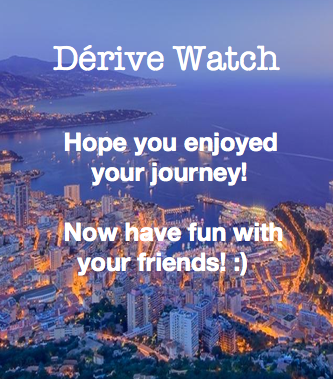 Dérive Watch
Hope you enjoyed
your journey!
Now have fun with
your friends! :)